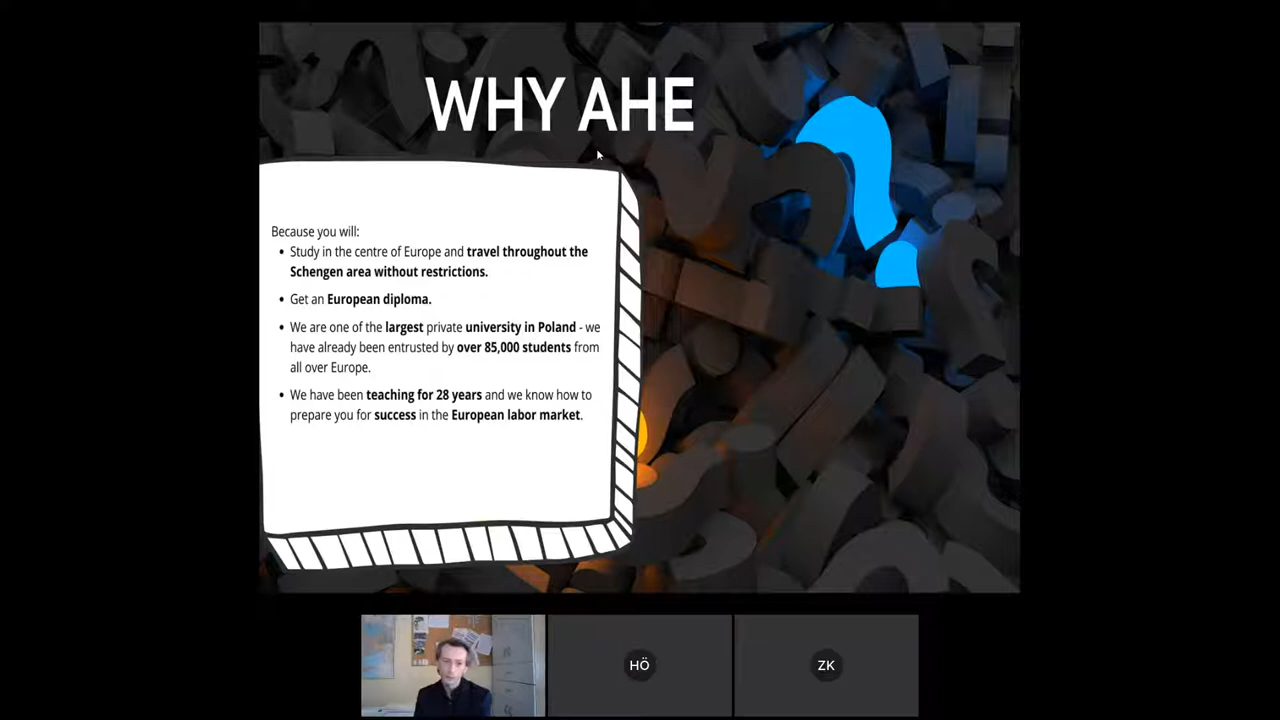 WHY AHE
Because you will:
• Study in the centre of Europe and travel throughout the
Schengen area without restrictions.
• Get an European diploma.
• We are one of the largest private university in Poland - we
have already been entrusted by over 85,000 students from
all over Europe.
• We have been teaching for 28 years and we know how to
prepare you for success in the European labor market.
HÖ
ZK